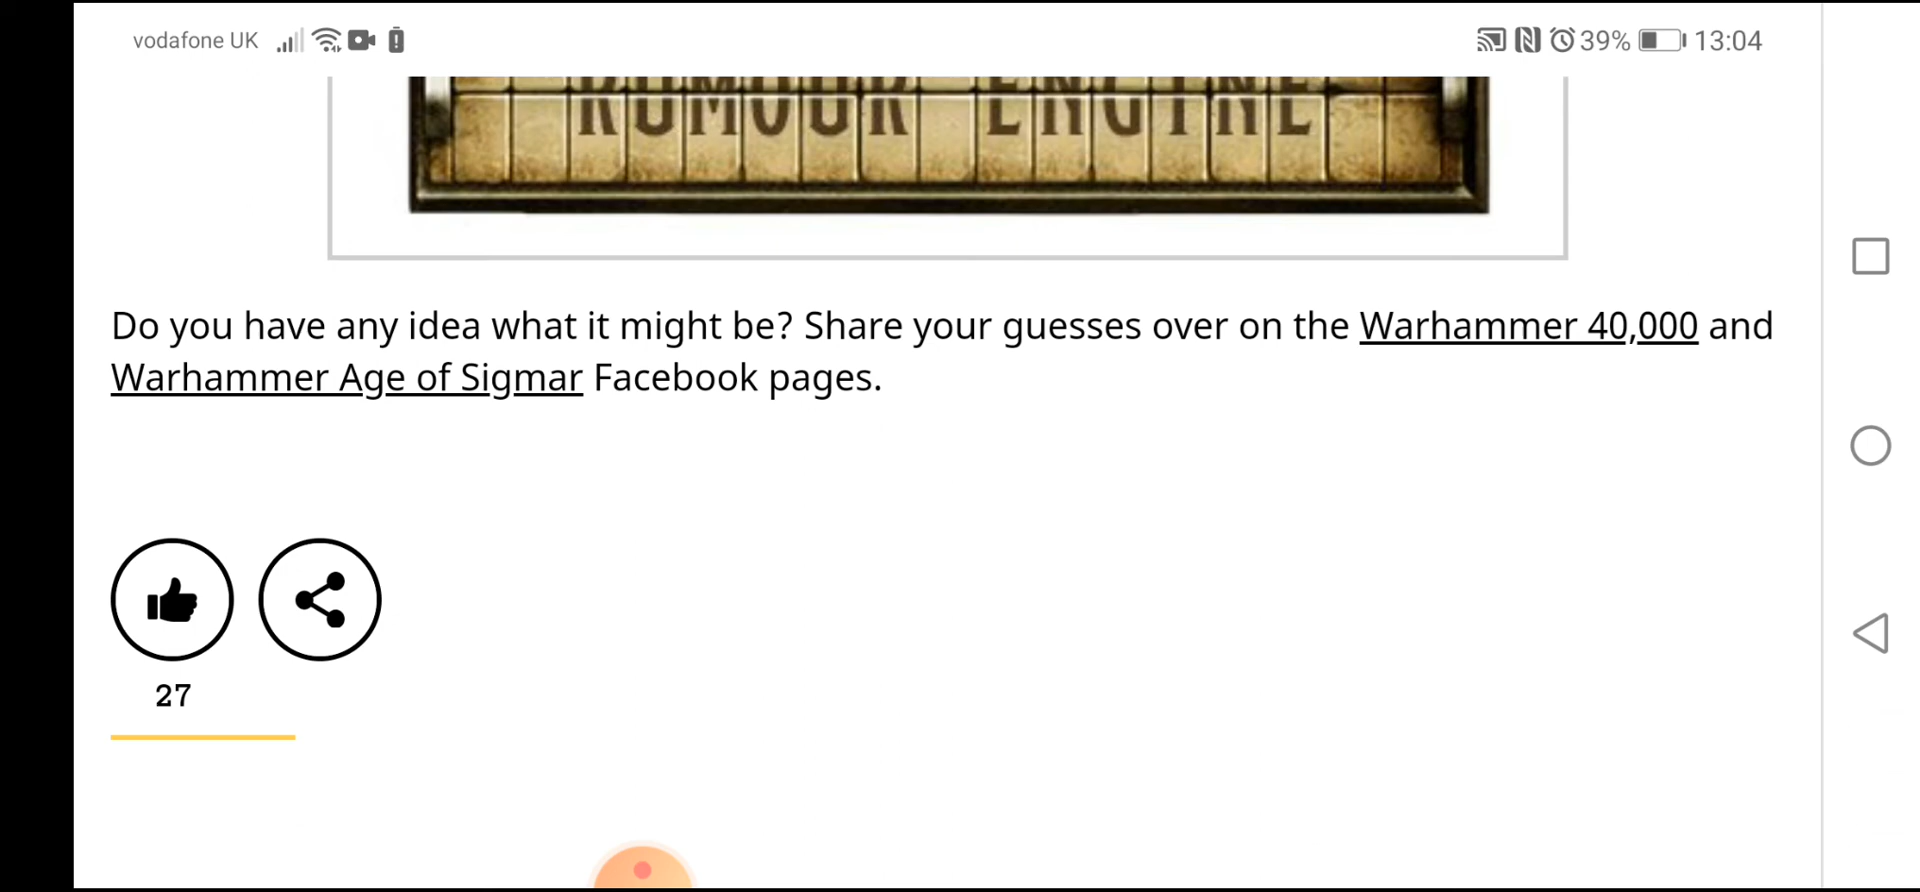 vodafone UK
39% 13:04
RUMOUR ENGINE
Do you have any idea what it might be? Share your guesses over on the Warhammer 40,000 and
Warhammer Age of Sigmar Facebook pages.
27